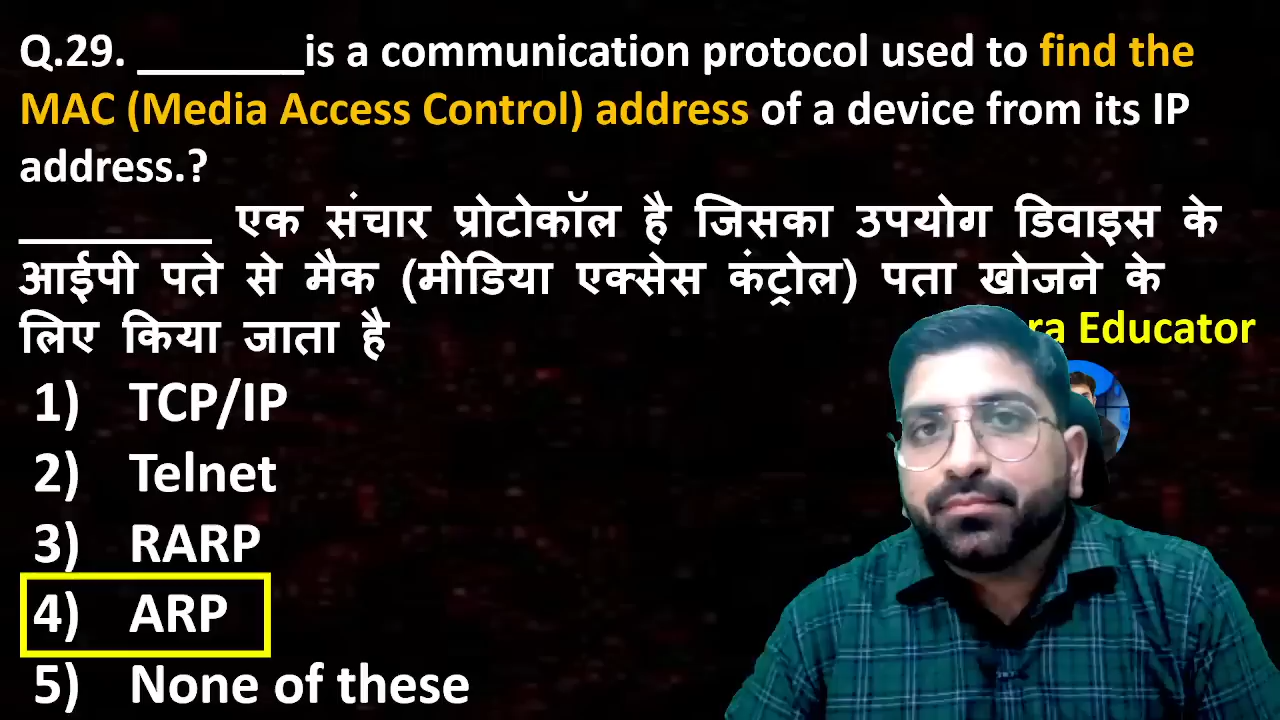 Q.29. _______is a communication protocol used to find the
MAC (Media Access Control) address of a device from its IP
address.?
________ एक संचार प्रोटोकॉल है जिसका उपयोग डिवाइस के
आईपी पते से मैक (मीडिया एक्सेस कंट्रोल) पता खोजने के
लिए किया जाता है
Educator
1) TCP/IP
2) Telnet
3) RARP
4) ARP
5) None of these